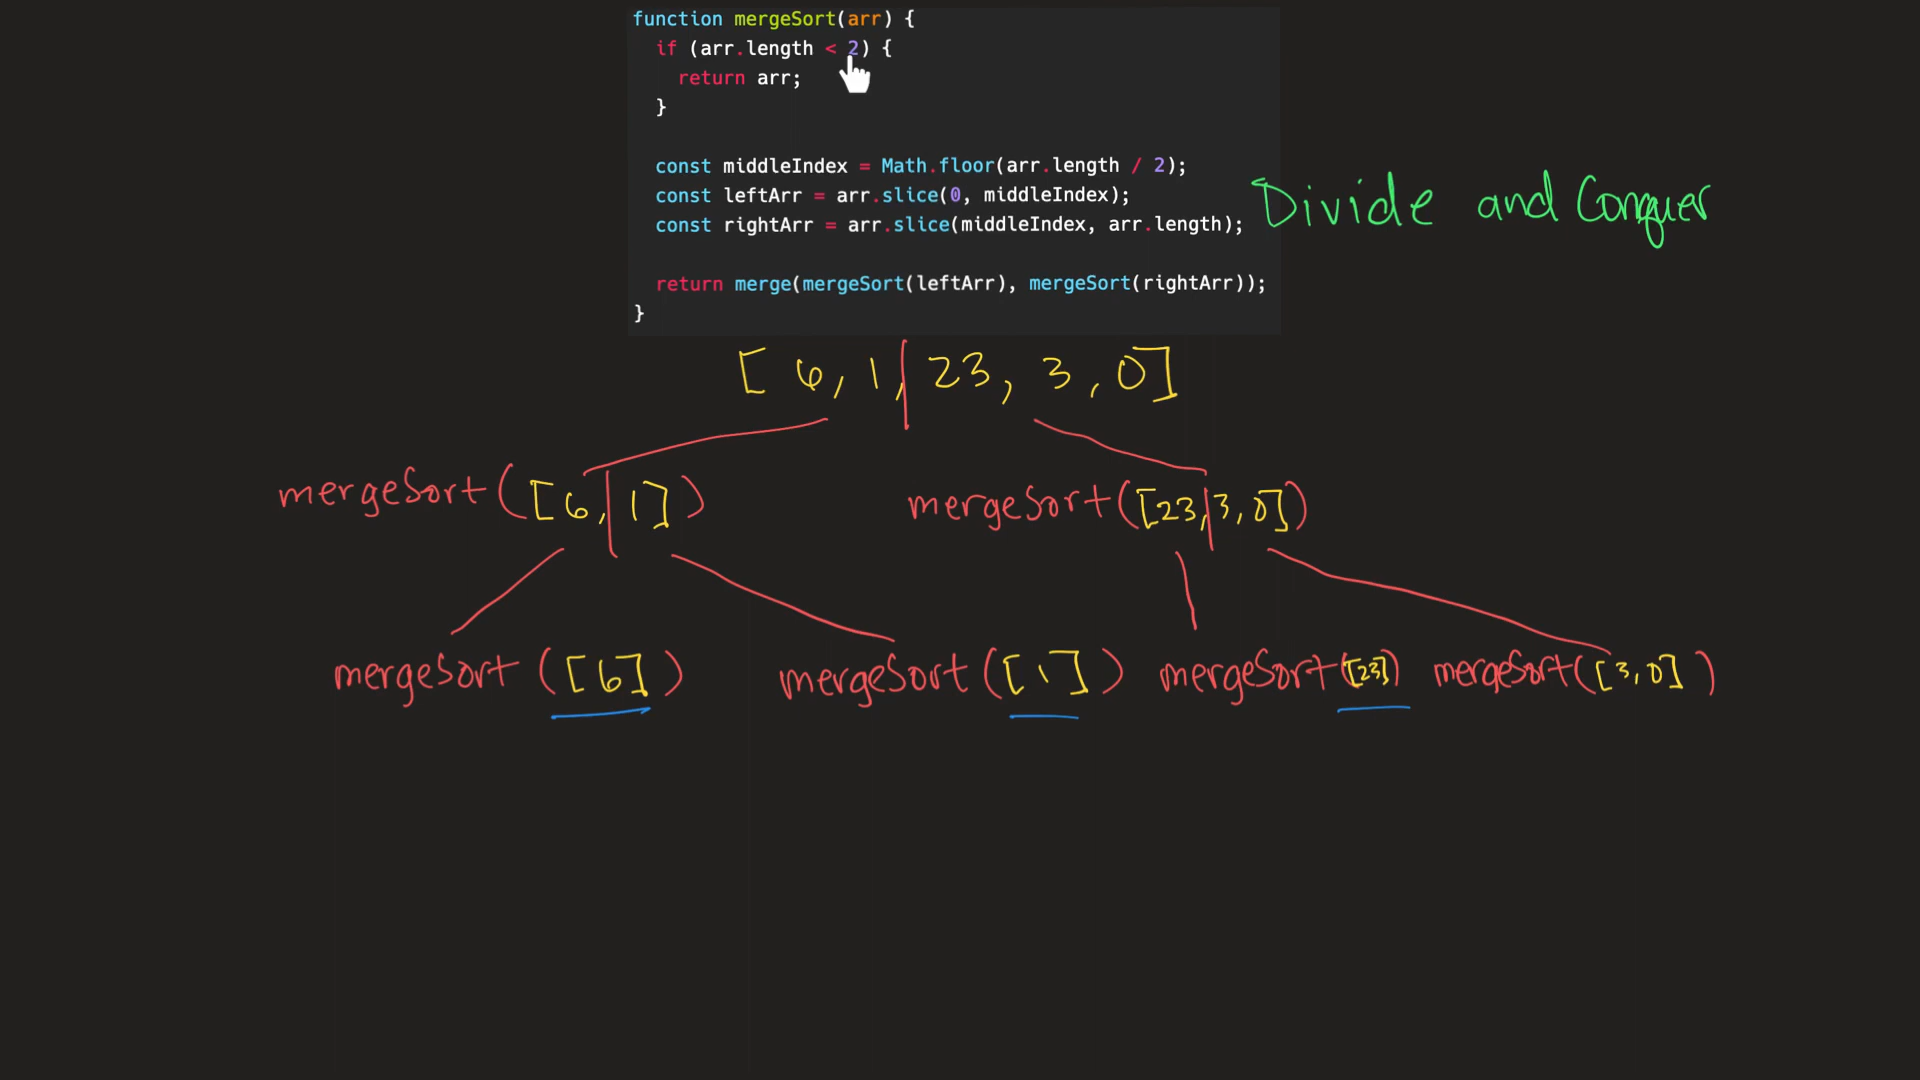 function mergeSort(arr) {
if (arr.length < 2) {
return arr;
}
const middleIndex = Math.floor(arr.length / 2);
const leftArr = arr.slice(0, middleIndex);
const rightArr = arr.slice(middleIndex, arr.length);
Divide and Conquer
return merge(mergeSort(leftArr), mergeSort(rightArr));
}
[ 6, 1, 23, 3, 0]
mergeSort([6, 1])
mergeSort([23,3,0])
mergeSort([6])
mergeSort([1])
mergeSort([23])
mergeSort([3,0])